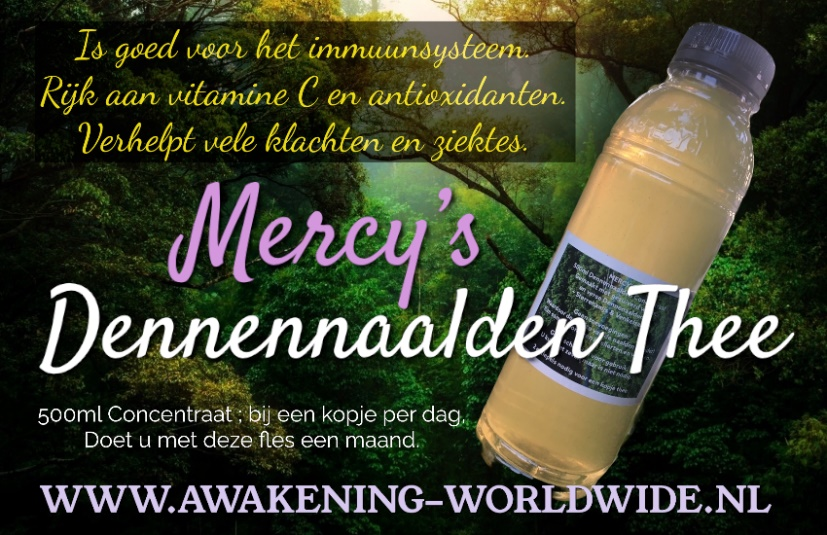 Is goed voor het immuunsysteem.
Rijk aan vitamine C en antioxidanten.
Verhelpt vele klachten en ziektes.
Mercy's
Dennennaalden Thee
500ml Concentraat ; bij een kopje per dag,
Doet u met deze fles een maand.
WWW.AWAKENING-WORLDWIDE.NL